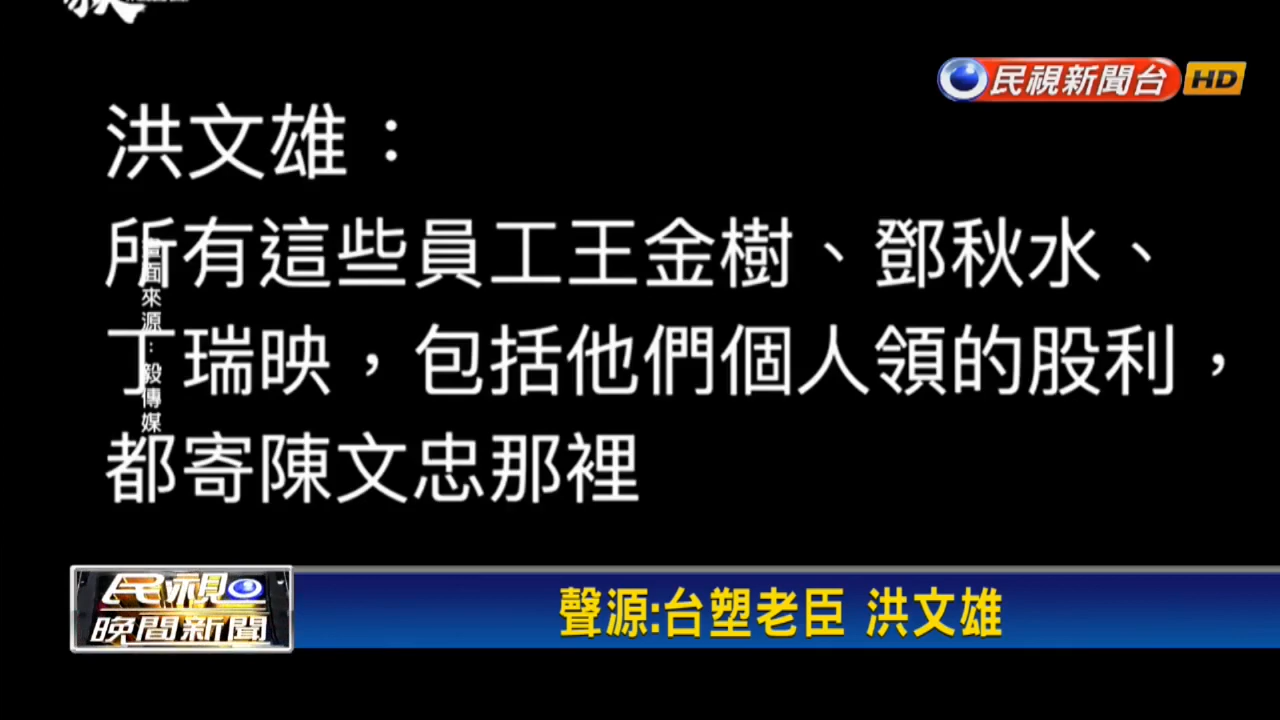 民視新聞台 HD
洪文雄：
所有這些員工王金樹、鄧秋水、
丁瑞映，包括他們個人領的股利，
都寄陳文忠那裡
畫面來源：毅傳媒
民視
晚間新聞
聲源:台塑老臣 洪文雄